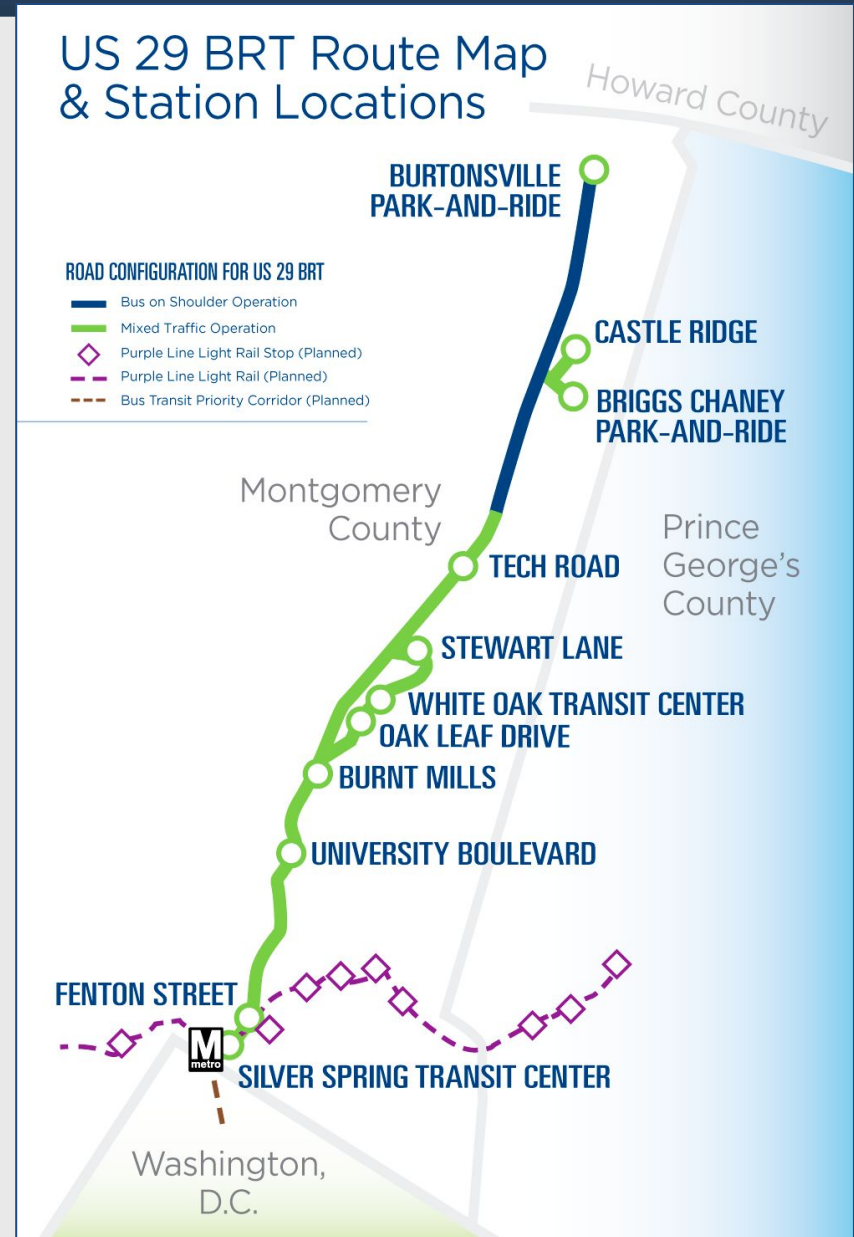 US 29 BRT Route Map
& Station Locations
Howard County
BURTONSVILLE
PARK-AND-RIDE
ROAD CONFIGURATION FOR US 29 BRT
Bus on Shoulder Operation
Mixed Traffic Operation
Purple Line Light Rail Stop (Planned)
Purple Line Light Rail (Planned)
Bus Transit Priority Corridor (Planned)
CASTLE RIDGE
BRIGGS CHANEY
PARK-AND-RIDE
Montgomery
County
Prince
George's
County
TECH ROAD
STEWART LANE
WHITE OAK TRANSIT CENTER
OAK LEAF DRIVE
BURNT MILLS
UNIVERSITY BOULEVARD
FENTON STREET
M
metro
SILVER SPRING TRANSIT CENTER
Washington,
D.C.